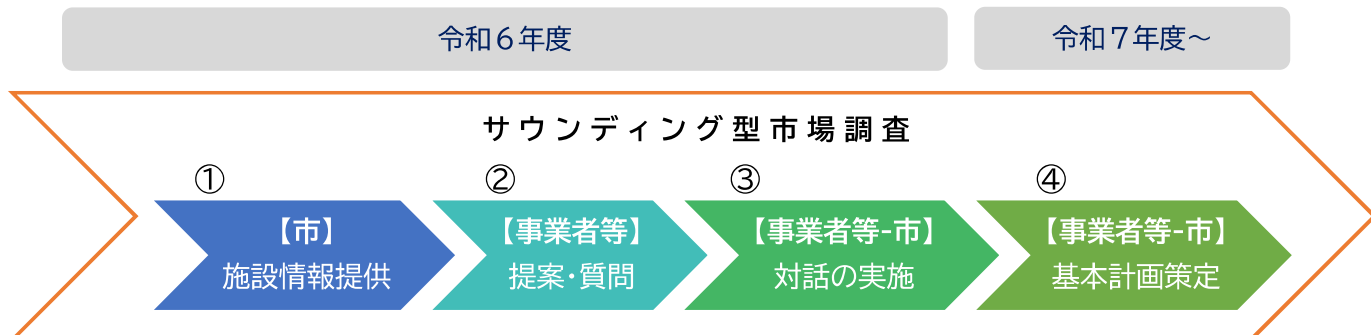 令和６年度
令和７年度～
サウンディング型市場調査
①
【市】
施設情報提供
②
【事業者等】
提案・質問
③
【事業者等-市】
対話の実施
④
【事業者等-市】
基本計画策定